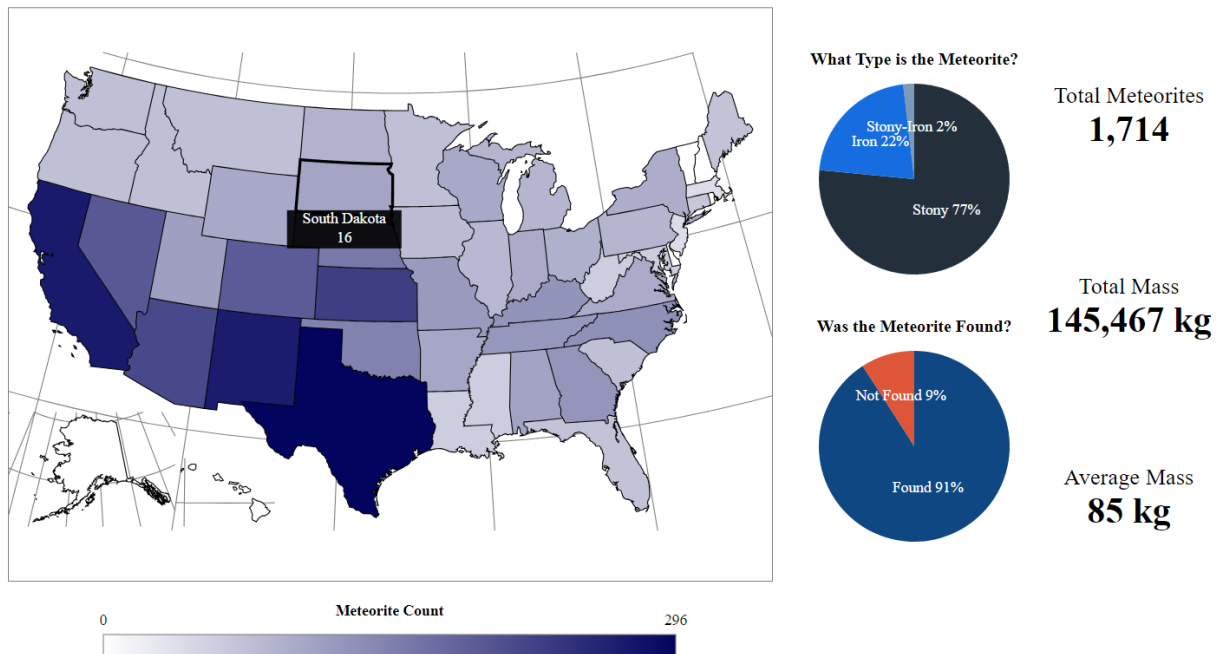 What Type is the Meteorite?
Stony-Iron 2%
Iron 22%
Stony 77%
Total Meteorites
1,714
South Dakota
16
Total Mass
145,467 kg
Was the Meteorite Found?
Not Found 9%
Found 91%
Average Mass
85 kg
Meteorite Count
0
296